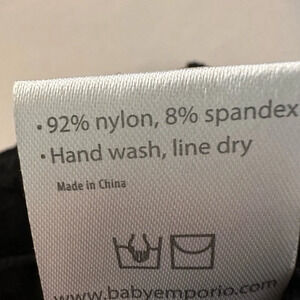 • 92% nylon, 8% spandex
• Hand wash, line dry
Made in China
www.babyemporio.com